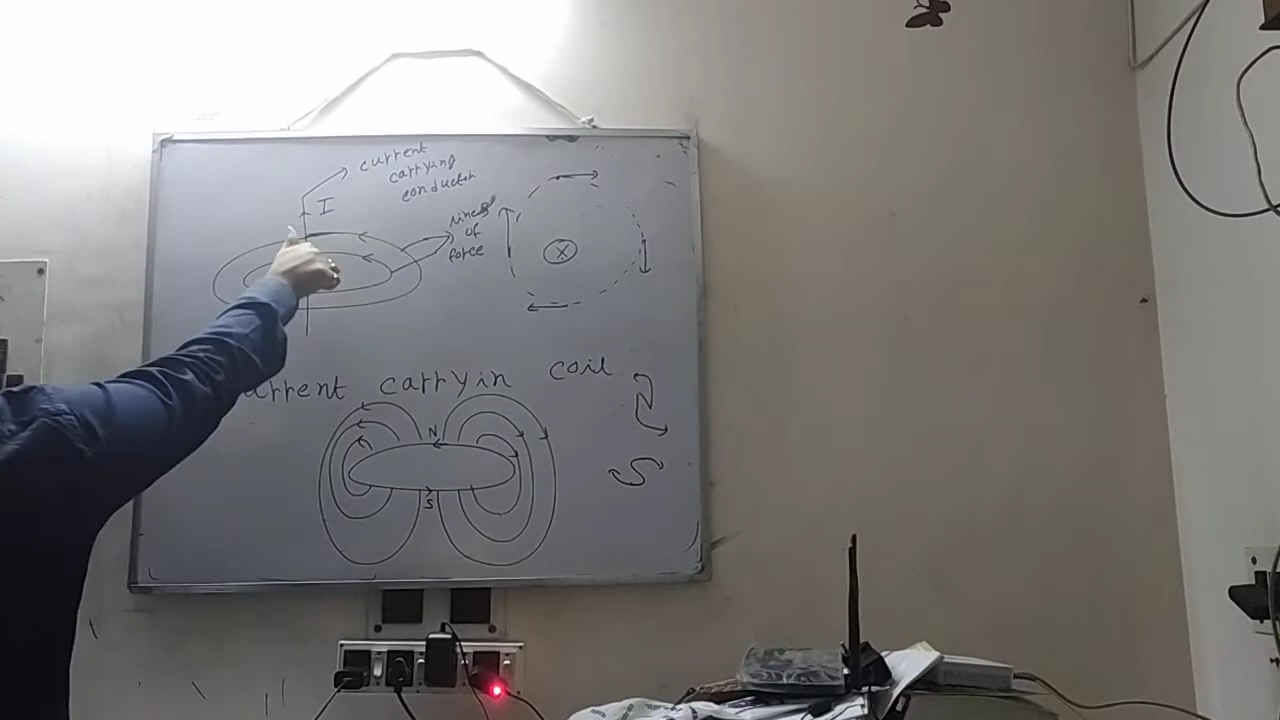 current
carrying
conductor
I
lines
of
force
X
urrent carryin coil
N
S